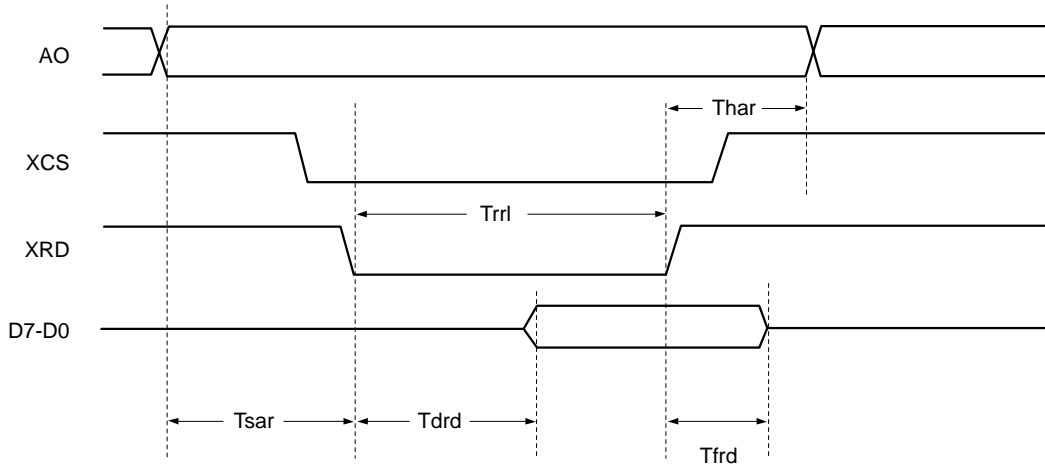 AO
Thar
XCS
Trrl
XRD
D7-D0
Tsar
Tdrd
Tfrd